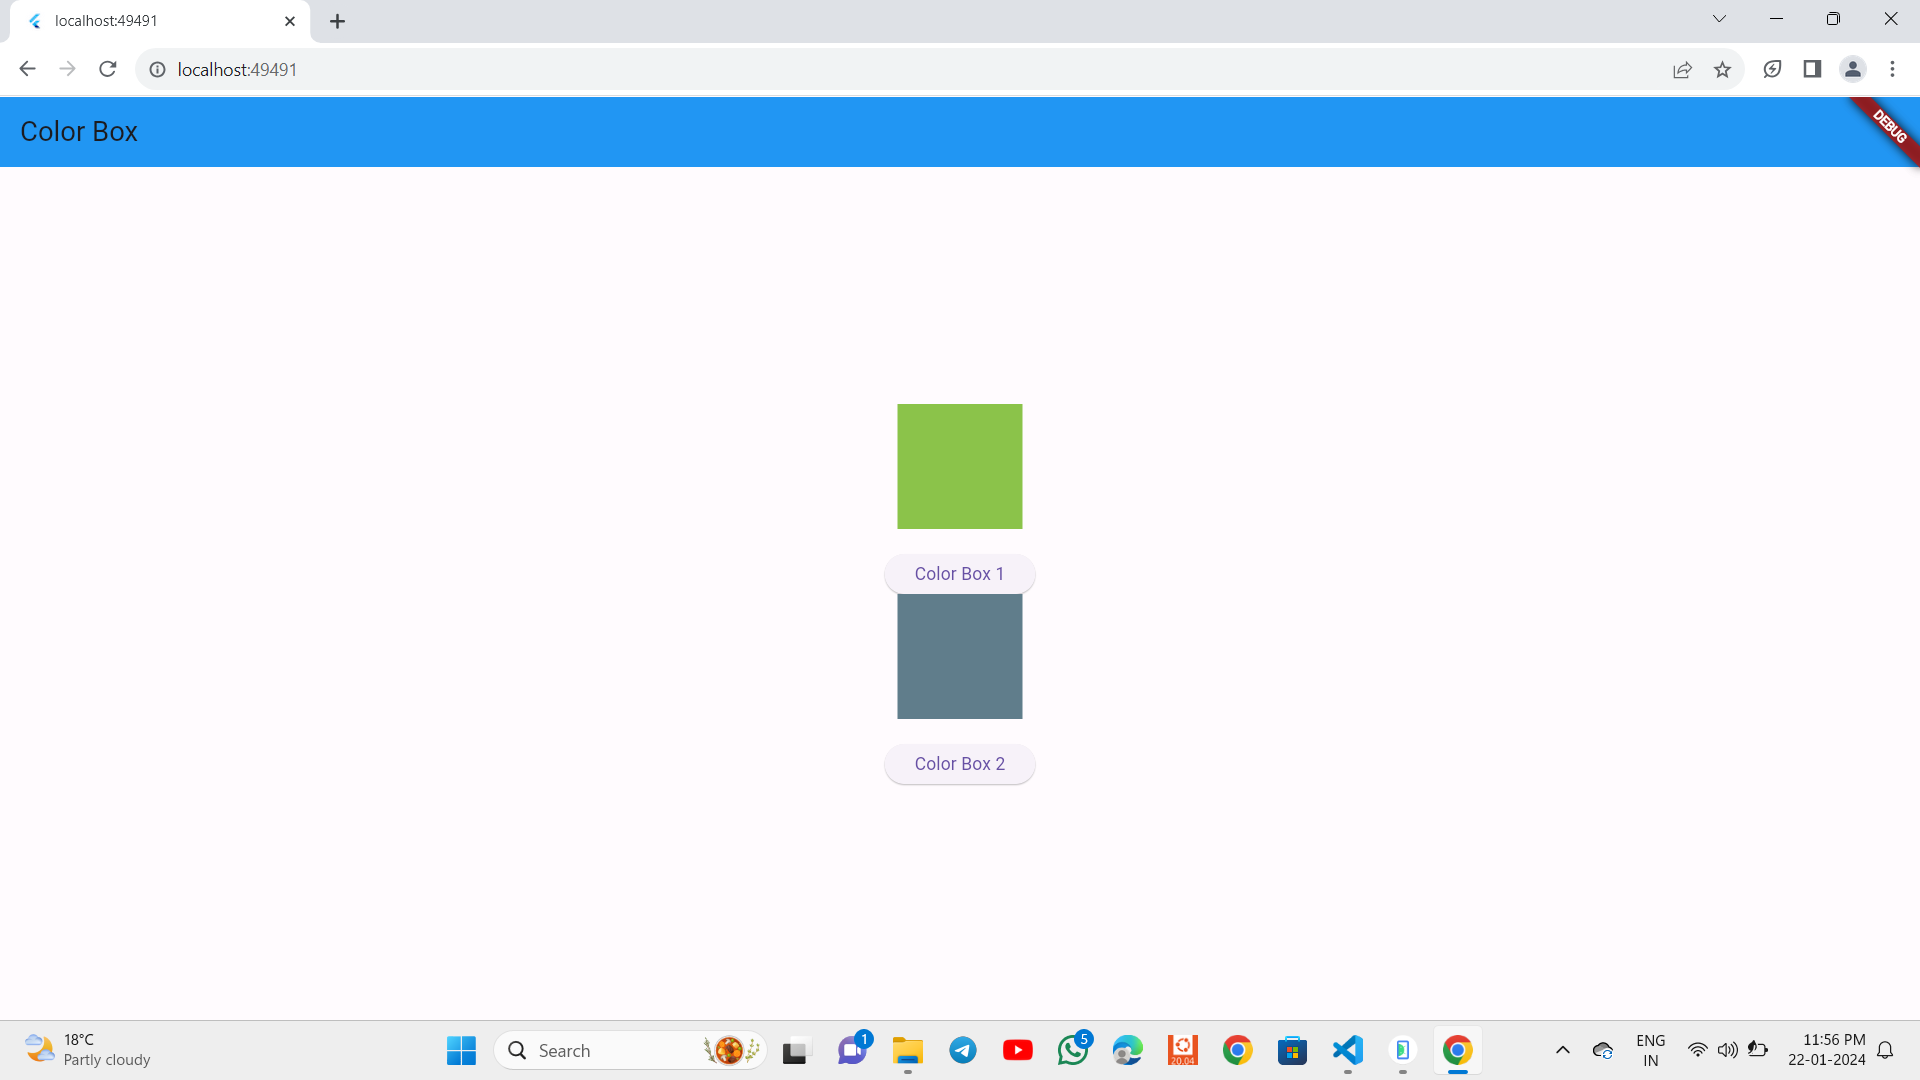 localhost:49491
localhost:49491
Color Box
DEBUG
Color Box 1
Color Box 2
18°C
Partly cloudy
Search
1
5
20.04
ENG
IN
11:56 PM
22-01-2024